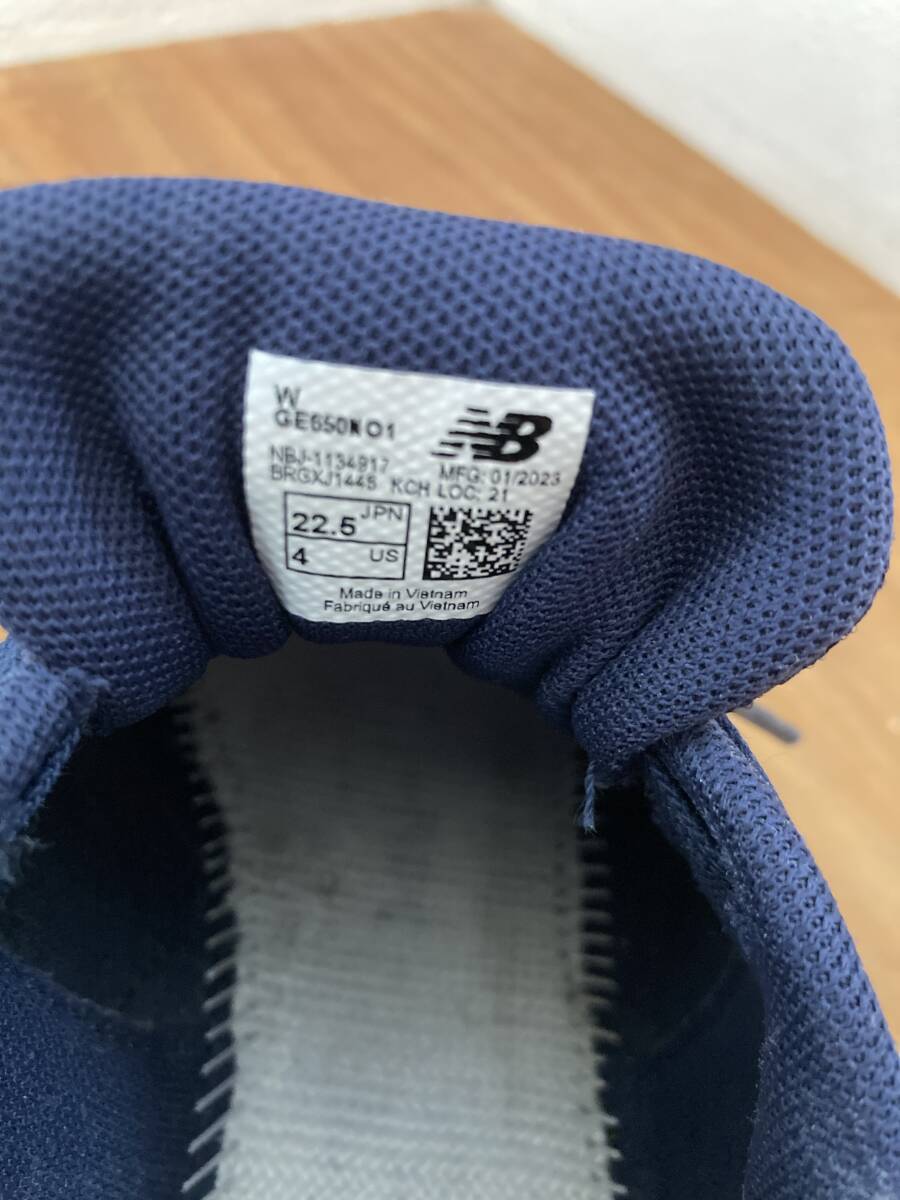 W
GE650NO1
NB
NBJ-1134917
MFG: 01/2023
BRGXJ1445 KCH LOC: 21
22.5 JPN
4 US
Made in Vietnam
Fabriqué au Vietnam